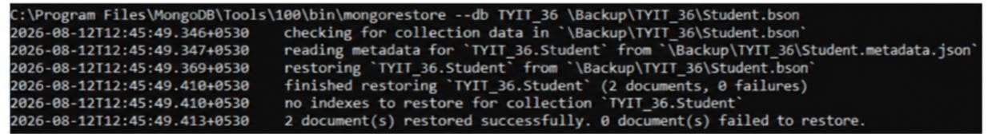 C:\Program Files\MongoDB\Tools\100\bin\mongorestore --db TYIT_36 \Backup\TYIT_36\Student.bson
2026-08-12T12:45:49.346+0530    checking for collection data in `\Backup\TYIT_36\Student.bson`
2026-08-12T12:45:49.347+0530    reading metadata for `TYIT_36.Student` from `\Backup\TYIT_36\Student.metadata.json`
2026-08-12T12:45:49.369+0530    restoring `TYIT_36.Student` from `\Backup\TYIT_36\Student.bson`
2026-08-12T12:45:49.410+0530    finished restoring `TYIT_36.Student` (2 documents, 0 failures)
2026-08-12T12:45:49.410+0530    no indexes to restore for collection `TYIT_36.Student`
2026-08-12T12:45:49.413+0530    2 document(s) restored successfully. 0 document(s) failed to restore.